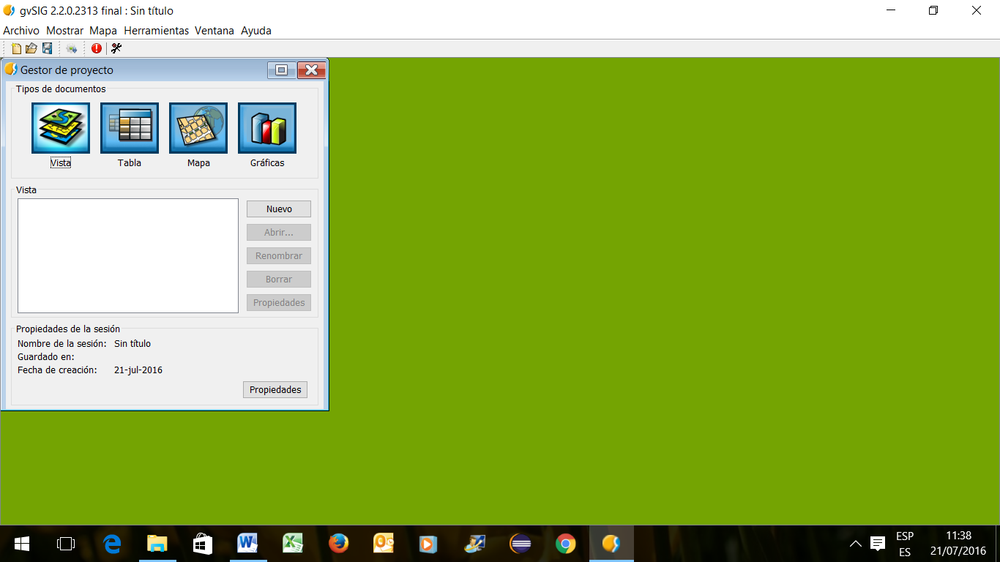 gvSIG 2.2.0.2313 final : Sin título
Archivo Mostrar Mapa Herramientas Ventana Ayuda
Gestor de proyecto
Tipos de documentos
Vista Tabla Mapa Gráficas
Vista
Nuevo
Abrir...
Renombrar
Borrar
Propiedades
Propiedades de la sesión
Nombre de la sesión: Sin título
Guardado en:
Fecha de creación: 21-jul-2016
Propiedades
ESP 11:38
ES 21/07/2016